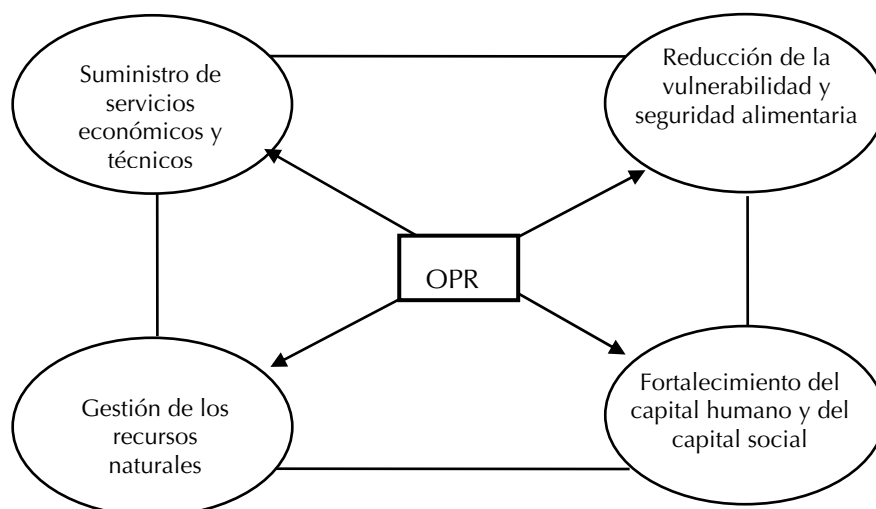 Suministro de
servicios
económicos y
técnicos
Reducción de la
vulnerabilidad y
seguridad alimentaria
OPR
Gestión de los
recursos
naturales
Fortalecimiento del
capital humano y del
capital social